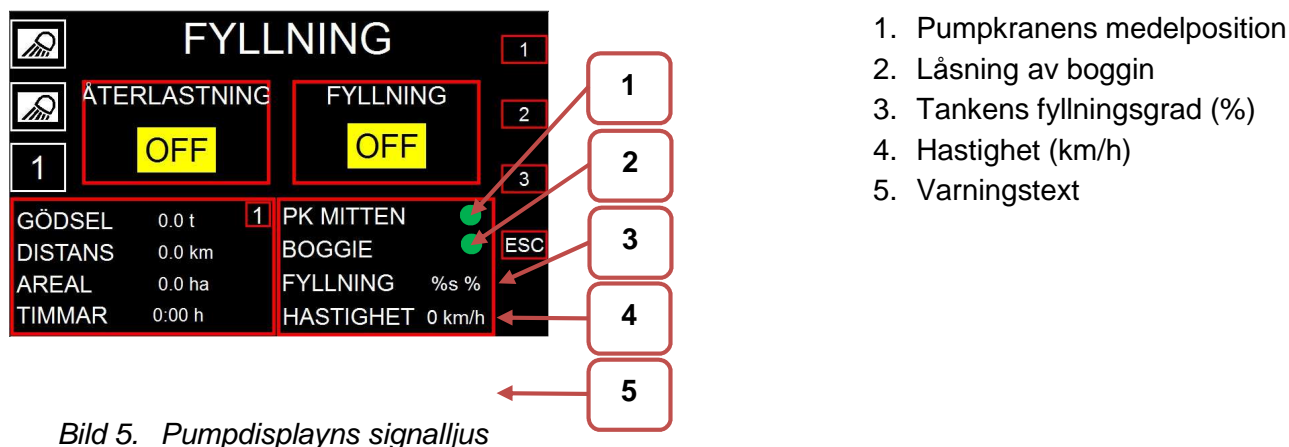 FYLLNING
1
ÅTERLASTNING
OFF
FYLLNING
OFF
2
1
3
GÖDSEL 0.0 t 1
DISTANS 0.0 km
AREAL 0.0 ha
TIMMAR 0:00 h
PK MITTEN
BOGGIE
FYLLNING %s %
HASTIGHET 0 km/h
ESC
1
2
3
4
5
1. Pumpkranens medelposition
2. Låsning av boggin
3. Tankens fyllningsgrad (%)
4. Hastighet (km/h)
5. Varningstext
Bild 5. Pumpdisplayns signalljus